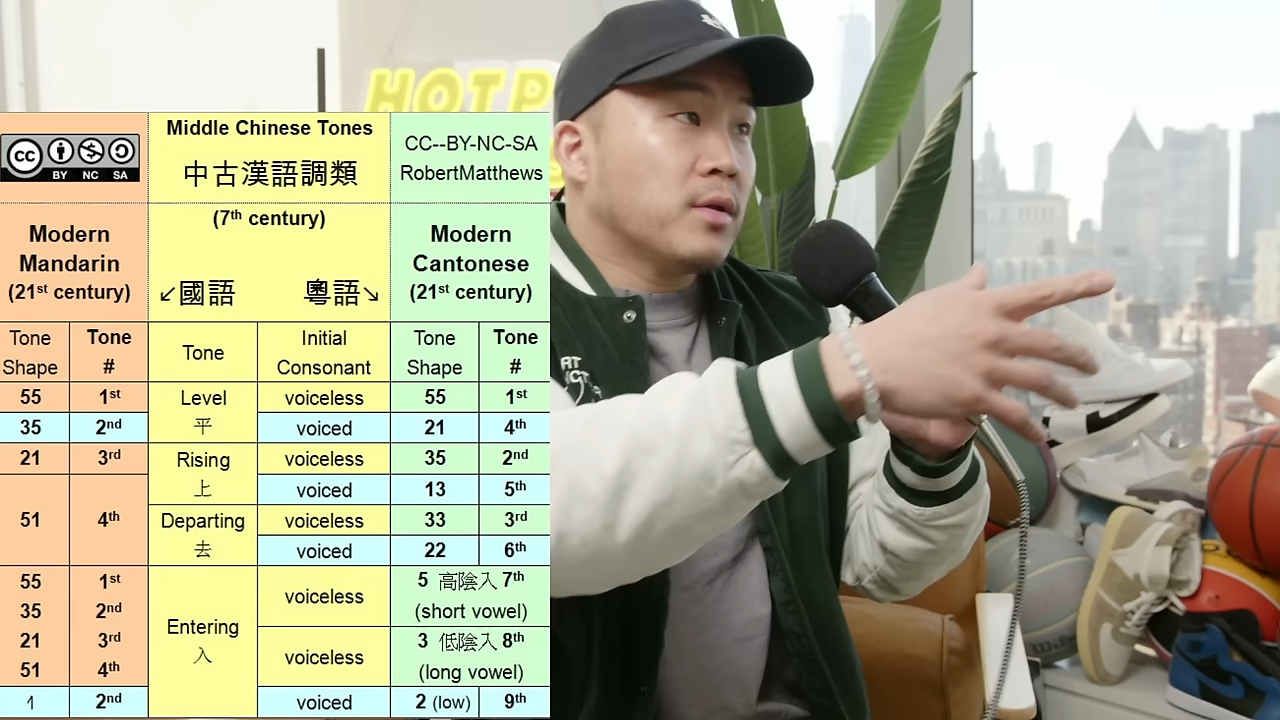 HOTP
BY NC SA
Middle Chinese Tones
中古漢語調類
(7th century)
↙國語 粵語↘
CC--BY-NC-SA
RobertMatthews
Modern
Mandarin
(21st century)
Modern
Cantonese
(21st century)
Tone Shape
Tone #
Tone
Initial Consonant
Tone Shape
Tone #
55 1st Level 平 voiceless 55 1st
35 2nd voiced 21 4th
21 3rd Rising 上 voiceless 35 2nd
voiced 13 5th
51 4th Departing 去 voiceless 33 3rd
voiced 22 6th
55 1st Entering 入 voiceless 5 高陰入 7th
35 2nd (short vowel)
21 3rd voiceless 3 低陰入 8th
51 4th (long vowel)
1 2nd voiced 2 (low) 9th